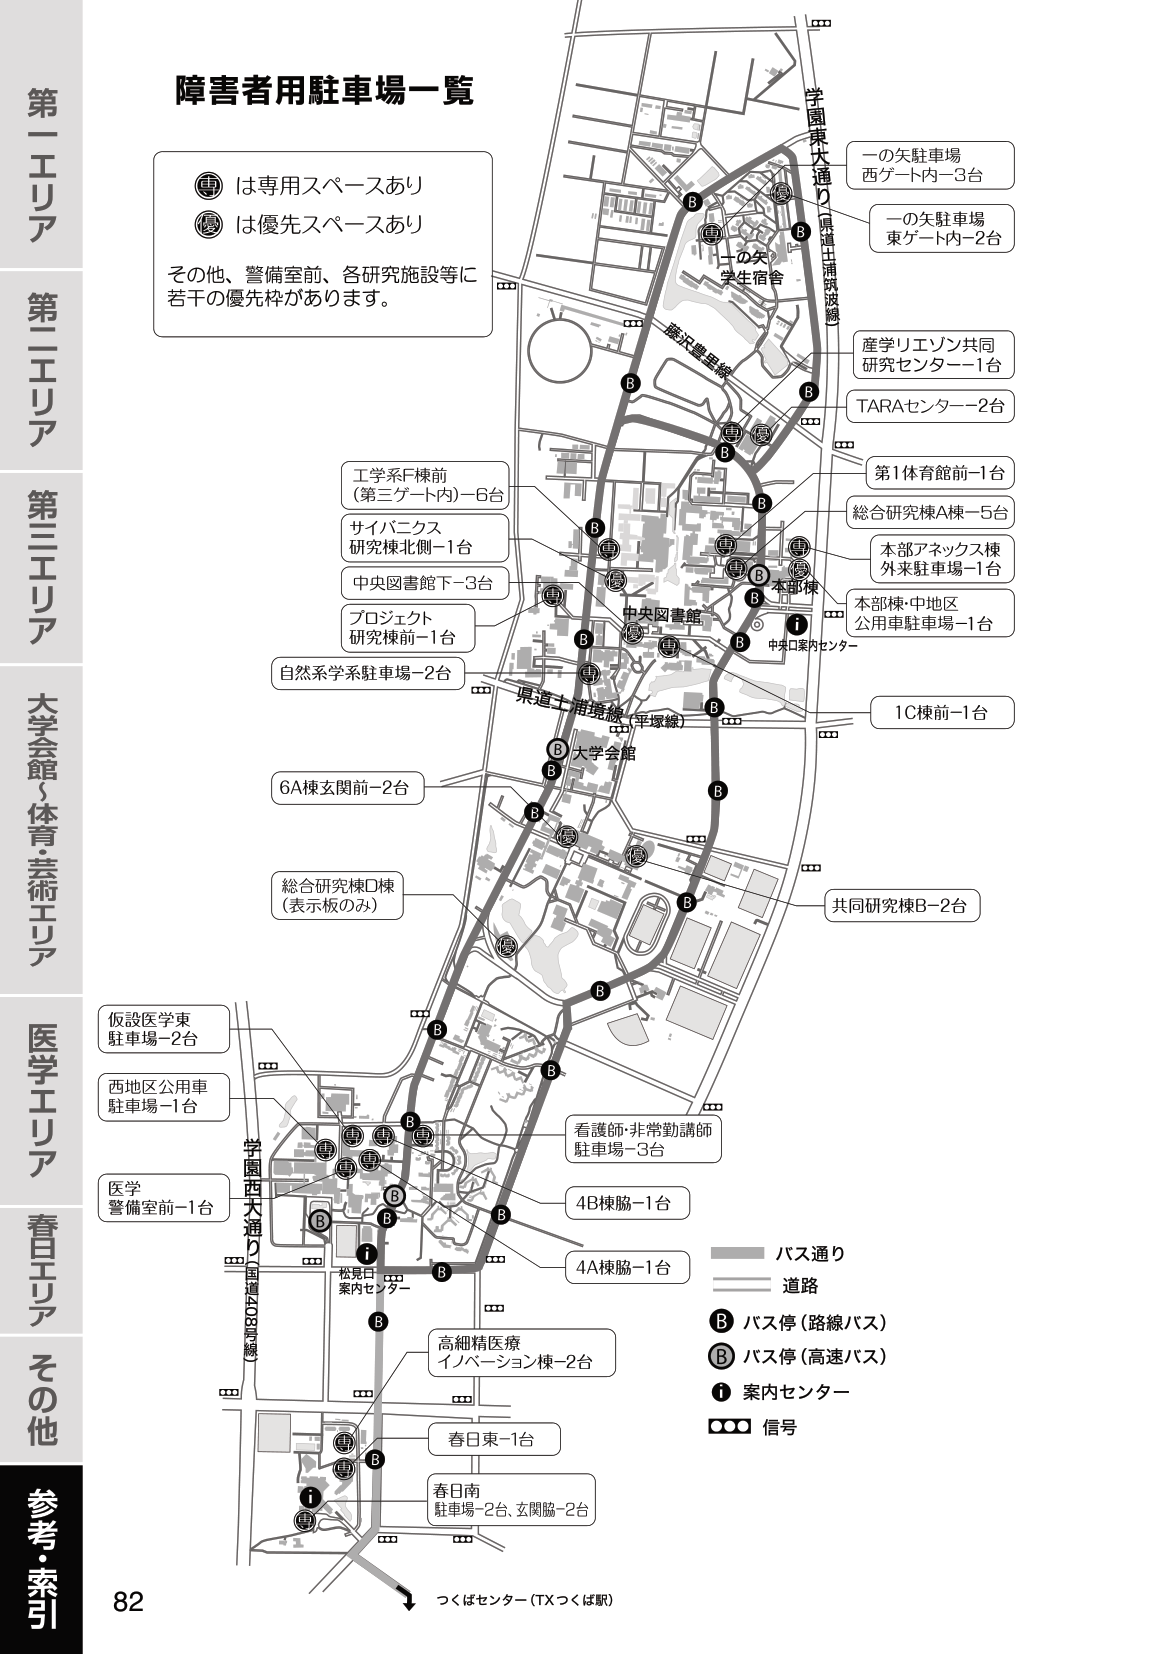 第一エリア
第二エリア
第三エリア
大学会館～体育・芸術エリア
医学エリア
春日エリア
その他
参考・索引
障害者用駐車場一覧
専 は専用スペースあり
優 は優先スペースあり
その他、警備室前、各研究施設等に
若干の優先枠があります。
学園東大通り(県道土浦筑波線)
一の矢駐車場
西ゲート内−3台
一の矢駐車場
東ゲート内−2台
一の矢
学生宿舎
藤沢豊里線
産学リエゾン共同
研究センター−1台
TARAセンター−2台
第1体育館前−1台
総合研究棟A棟−5台
本部アネックス棟
外来駐車場−1台
本部棟・中地区
公用車駐車場−1台
本部棟
中央口案内センター
工学系F棟前
(第三ゲート内)−6台
サイバニクス
研究棟北側−1台
中央図書館下−3台
プロジェクト
研究棟前−1台
自然系学系駐車場−2台
中央図書館
1C棟前−1台
県道土浦境線(平塚線)
大学会館
6A棟玄関前−2台
総合研究棟D棟
(表示板のみ)
共同研究棟B−2台
仮設医学東
駐車場−2台
西地区公用車
駐車場−1台
医学
警備室前−1台
学園西大通り(国道408号線)
看護師・非常勤講師
駐車場−3台
4B棟脇−1台
4A棟脇−1台
松見口
案内センター
高細精医療
イノベーション棟−2台
春日東−1台
春日南
駐車場−2台、玄関脇−2台
バス通り
道路
B バス停(路線バス)
B バス停(高速バス)
i 案内センター
信号
つくばセンター(TXつくば駅)
82